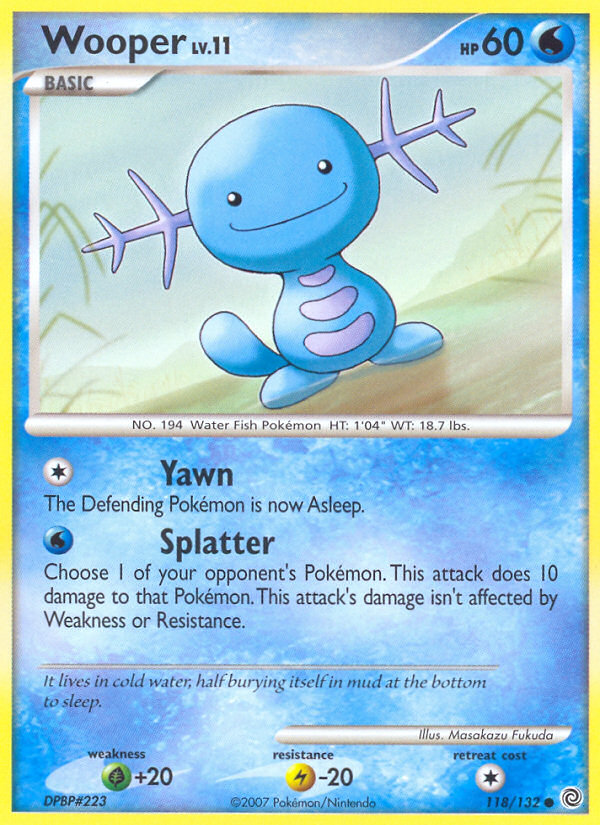 Wooper LV.11
HP 60
BASIC
NO. 194 Water Fish Pokémon HT: 1'04" WT: 18.7 lbs.
Yawn
The Defending Pokémon is now Asleep.
Splatter
Choose 1 of your opponent's Pokémon. This attack does 10
damage to that Pokémon. This attack's damage isn't affected by
Weakness or Resistance.
It lives in cold water, half burying itself in mud at the bottom
to sleep.
Illus. Masakazu Fukuda
weakness
+20
resistance
-20
retreat cost
DPBP#223
©2007 Pokémon/Nintendo
118/132